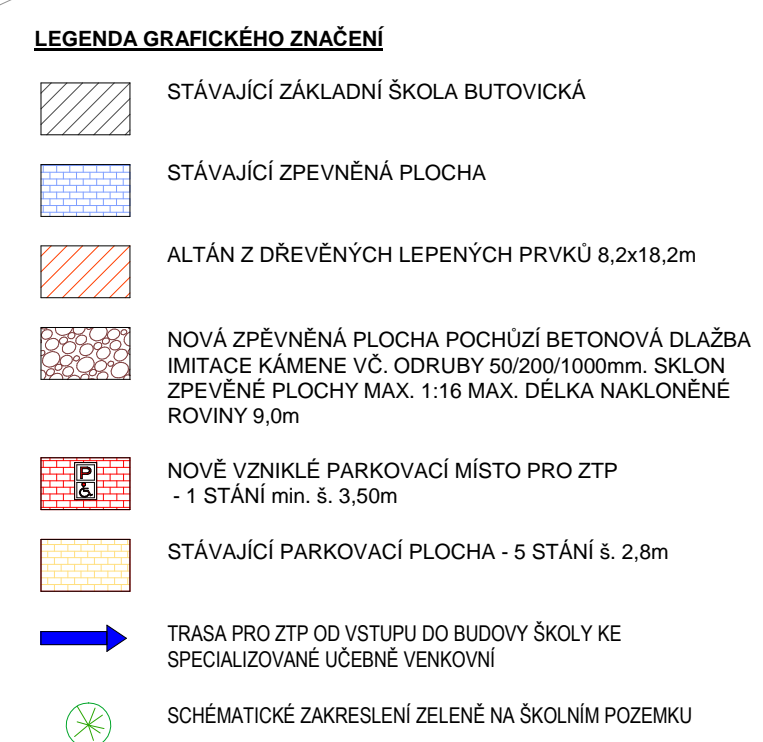 LEGENDA GRAFICKÉHO ZNAČENÍ
STÁVAJÍCÍ ZÁKLADNÍ ŠKOLA BUTOVICKÁ
STÁVAJÍCÍ ZPEVNĚNÁ PLOCHA
ALTÁN Z DŘEVĚNÝCH LEPENÝCH PRVKŮ 8,2x18,2m
NOVÁ ZPĚVNĚNÁ PLOCHA POCHŮZÍ BETONOVÁ DLAŽBA
IMITACE KÁMENE VČ. ODRUBY 50/200/1000mm. SKLON
ZPEVĚNÉ PLOCHY MAX. 1:16 MAX. DÉLKA NAKLONĚNÉ
ROVINY 9,0m
P
NOVĚ VZNIKLÉ PARKOVACÍ MÍSTO PRO ZTP
- 1 STÁNÍ min. š. 3,50m
STÁVAJÍCÍ PARKOVACÍ PLOCHA - 5 STÁNÍ š. 2,8m
TRASA PRO ZTP OD VSTUPU DO BUDOVY ŠKOLY KE
SPECIALIZOVANÉ UČEBNĚ VENKOVNÍ
SCHÉMATICKÉ ZAKRESLENÍ ZELENĚ NA ŠKOLNÍM POZEMKU